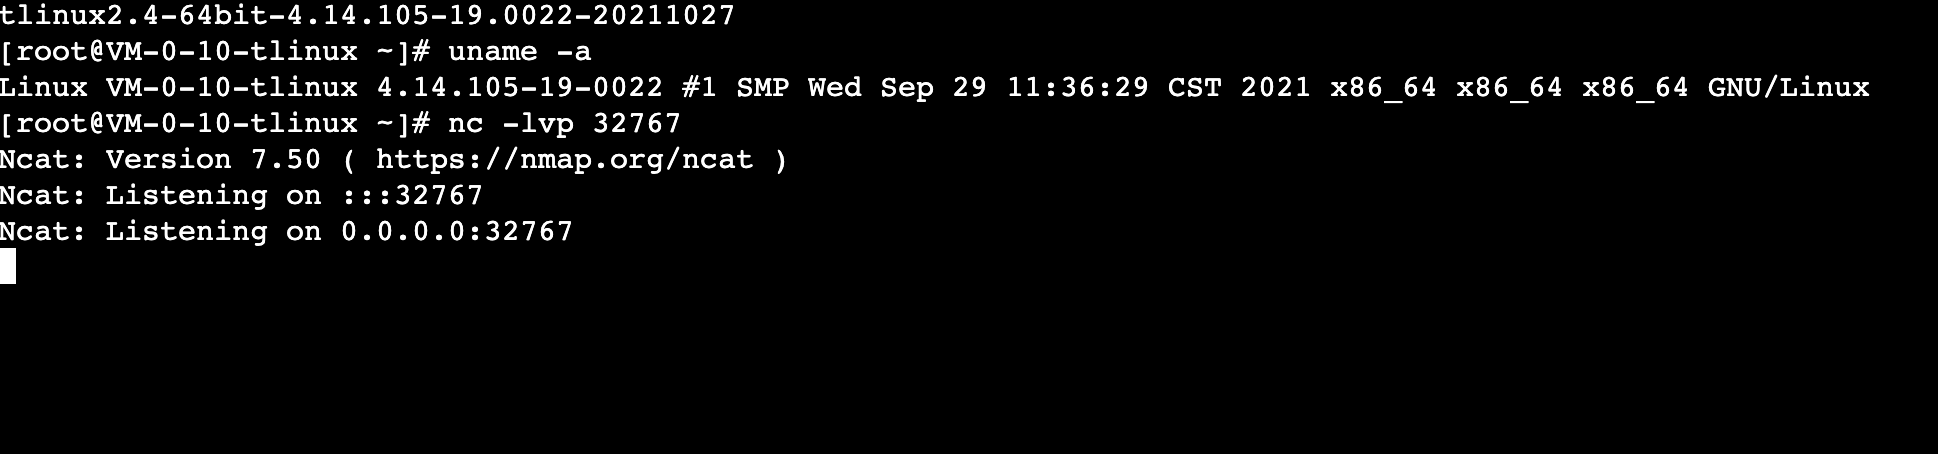 tlinux2.4-64bit-4.14.105-19.0022-20211027
[root@VM-0-10-tlinux ~]# uname -a
Linux VM-0-10-tlinux 4.14.105-19-0022 #1 SMP Wed Sep 29 11:36:29 CST 2021 x86_64 x86_64 x86_64 GNU/Linux
[root@VM-0-10-tlinux ~]# nc -lvp 32767
Ncat: Version 7.50 ( https://nmap.org/ncat )
Ncat: Listening on :::32767
Ncat: Listening on 0.0.0.0:32767